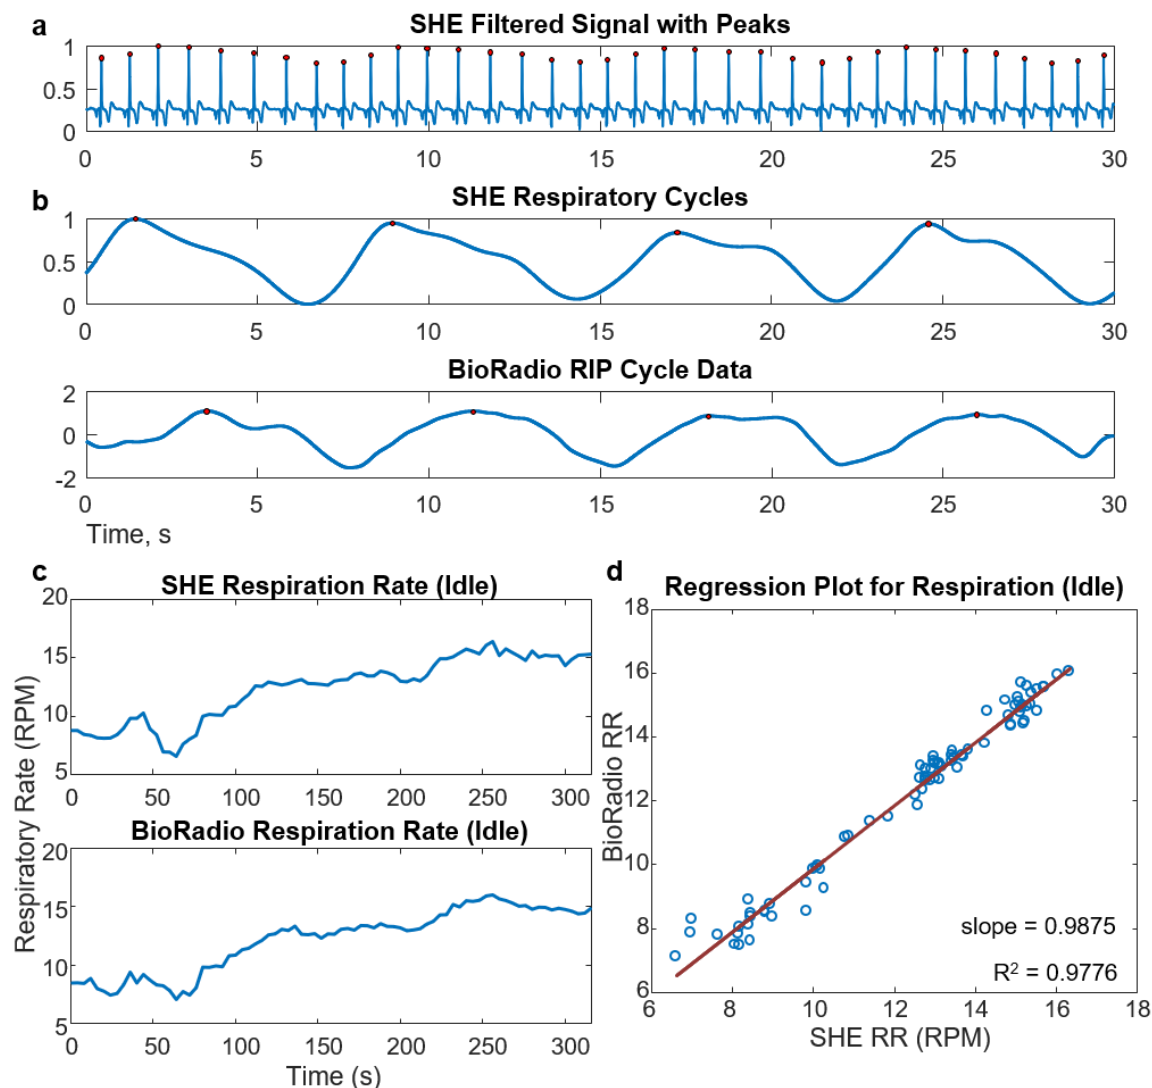 a
SHE Filtered Signal with Peaks
1
0.5
0
0 5 10 15 20 25 30
b
SHE Respiratory Cycles
1
0.5
0
0 5 10 15 20 25 30
BioRadio RIP Cycle Data
2
0
-2
0 5 10 15 20 25 30
Time, s
c
SHE Respiration Rate (Idle)
20
15
10
5
0 50 100 150 200 250 300
BioRadio Respiration Rate (Idle)
20
15
10
5
0 50 100 150 200 250 300
Respiratory Rate (RPM)
Time (s)
d
Regression Plot for Respiration (Idle)
18
16
14
12
10
8
6
BioRadio RR
slope = 0.9875
R² = 0.9776
6 8 10 12 14 16 18
SHE RR (RPM)